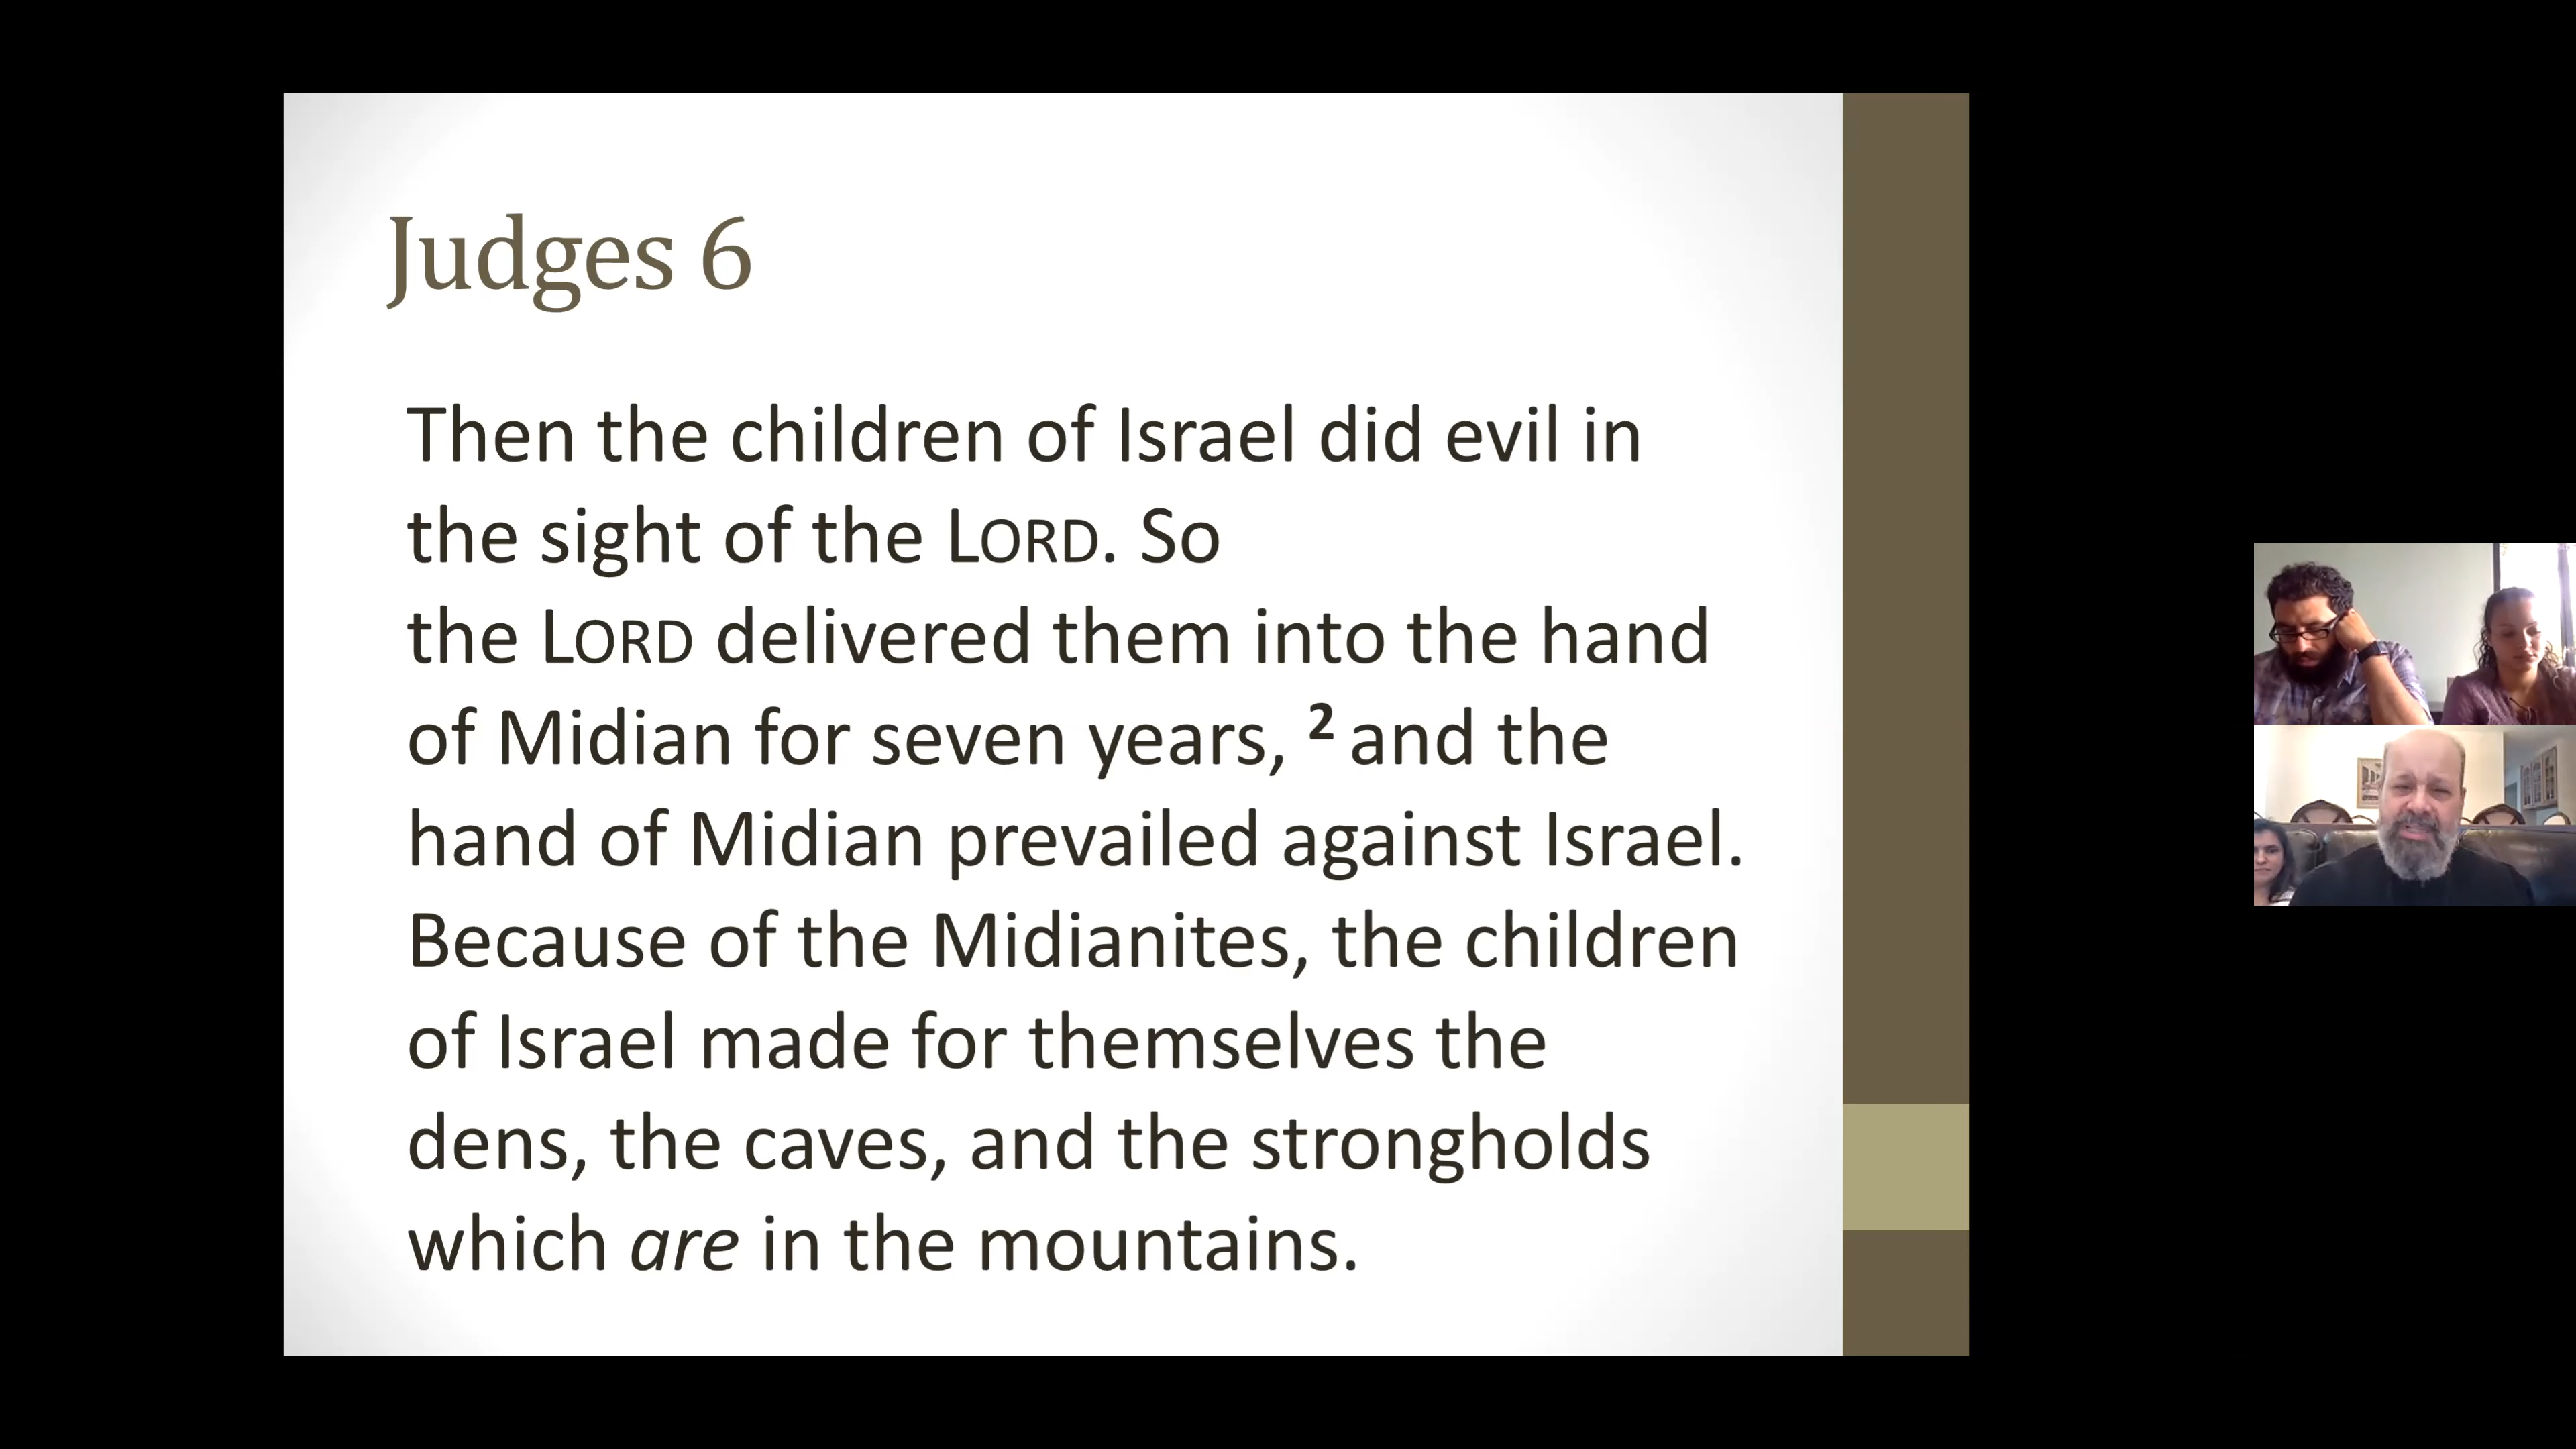 Judges 6
Then the children of Israel did evil in
the sight of the LORD. So
the LORD delivered them into the hand
of Midian for seven years, 2 and the
hand of Midian prevailed against Israel.
Because of the Midianites, the children
of Israel made for themselves the
dens, the caves, and the strongholds
which are in the mountains.